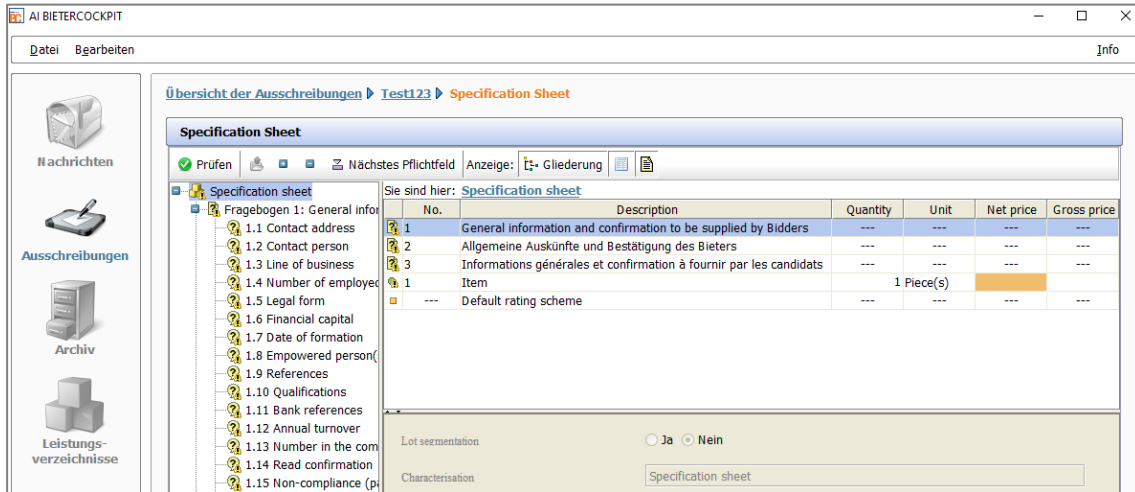 AI BIETERCOCKPIT
Datei Bearbeiten Info
Übersicht der Ausschreibungen Test123 Specification Sheet
Specification Sheet
Prüfen Nächstes Pflichtfeld Anzeige: Gliederung
Nachrichten
Ausschreibungen
Archiv
Leistungs-
verzeichnisse
Specification sheet
Fragebogen 1: General infor
1.1 Contact address
1.2 Contact person
1.3 Line of business
1.4 Number of employed
1.5 Legal form
1.6 Financial capital
1.7 Date of formation
1.8 Empowered person(
1.9 References
1.10 Qualifications
1.11 Bank references
1.12 Annual turnover
1.13 Number in the com
1.14 Read confirmation
1.15 Non-compliance (pa
Sie sind hier: Specification sheet
No. Description Quantity Unit Net price Gross price
1 General information and confirmation to be supplied by Bidders --- --- --- ---
2 Allgemeine Auskünfte und Bestätigung des Bieters --- --- --- ---
3 Informations générales et confirmation à fournir par les candidats --- --- --- ---
1 Item 1 Piece(s)
--- Default rating scheme --- --- --- ---
Lot segmentation Ja Nein
Characterisation Specification sheet